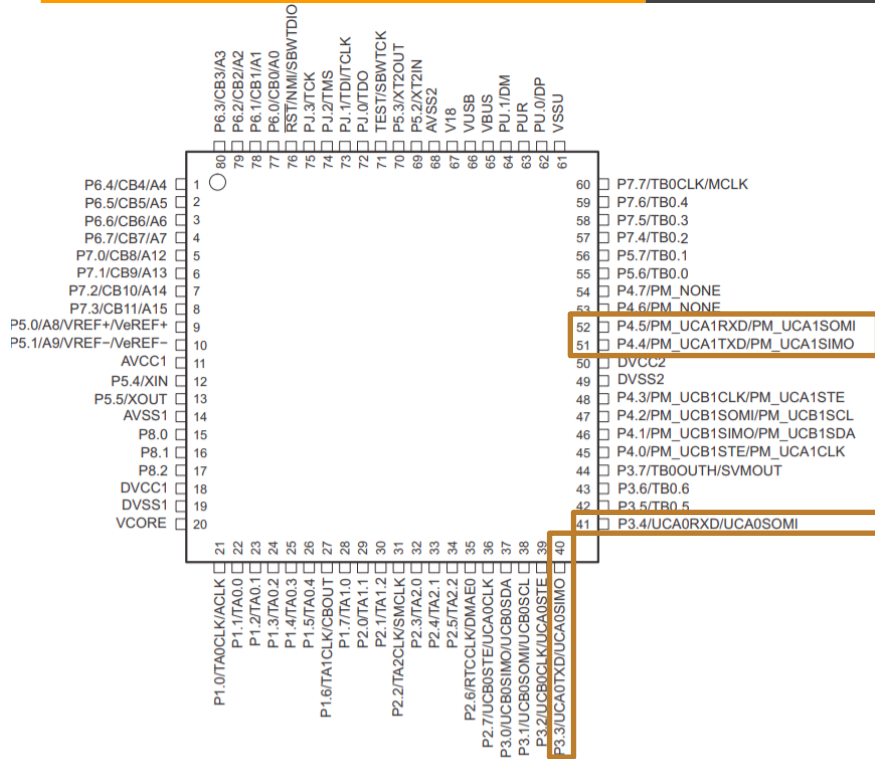 P6.3/CB3/A3
P6.2/CB2/A2
P6.1/CB1/A1
P6.0/CB0/A0
RST/NMI/SBWTDIO
PJ.3/TCK
PJ.2/TMS
PJ.1/TDI/TCLK
PJ.0/TDO
TEST/SBWTCK
P5.3/XT2OUT
P5.2/XT2IN
AVSS2
V18
VUSB
VBUS
PU.1/DM
PUR
PU.0/DP
VSSU
80 79 78 77 76 75 74 73 72 71 70 69 68 67 66 65 64 63 62 61
P6.4/CB4/A4 1
P6.5/CB5/A5 2
P6.6/CB6/A6 3
P6.7/CB7/A7 4
P7.0/CB8/A12 5
P7.1/CB9/A13 6
P7.2/CB10/A14 7
P7.3/CB11/A15 8
P5.0/A8/VREF+/VeREF+ 9
P5.1/A9/VREF−/VeREF− 10
AVCC1 11
P5.4/XIN 12
P5.5/XOUT 13
AVSS1 14
P8.0 15
P8.1 16
P8.2 17
DVCC1 18
DVSS1 19
VCORE 20
60 P7.7/TB0CLK/MCLK
59 P7.6/TB0.4
58 P7.5/TB0.3
57 P7.4/TB0.2
56 P5.7/TB0.1
55 P5.6/TB0.0
54 P4.7/PM_NONE
53 P4.6/PM_NONE
52 P4.5/PM_UCA1RXD/PM_UCA1SOMI
51 P4.4/PM_UCA1TXD/PM_UCA1SIMO
50 DVCC2
49 DVSS2
48 P4.3/PM_UCB1CLK/PM_UCA1STE
47 P4.2/PM_UCB1SOMI/PM_UCB1SCL
46 P4.1/PM_UCB1SIMO/PM_UCB1SDA
45 P4.0/PM_UCB1STE/PM_UCA1CLK
44 P3.7/TB0OUTH/SVMOUT
43 P3.6/TB0.6
42 P3.5/TB0.5
41 P3.4/UCA0RXD/UCA0SOMI
21 22 23 24 25 26 27 28 29 30 31 32 33 34 35 36 37 38 39 40
P1.0/TA0CLK/ACLK
P1.1/TA0.0
P1.2/TA0.1
P1.3/TA0.2
P1.4/TA0.3
P1.5/TA0.4
P1.6/TA1CLK/CBOUT
P1.7/TA1.0
P2.0/TA1.1
P2.1/TA1.2
P2.2/TA2CLK/SMCLK
P2.3/TA2.0
P2.4/TA2.1
P2.5/TA2.2
P2.6/RTCCLK/DMAE0
P2.7/UCB0STE/UCA0CLK
P3.0/UCB0SIMO/UCB0SDA
P3.1/UCB0SOMI/UCB0SCL
P3.2/UCB0CLK/UCA0STE
P3.3/UCA0TXD/UCA0SIMO